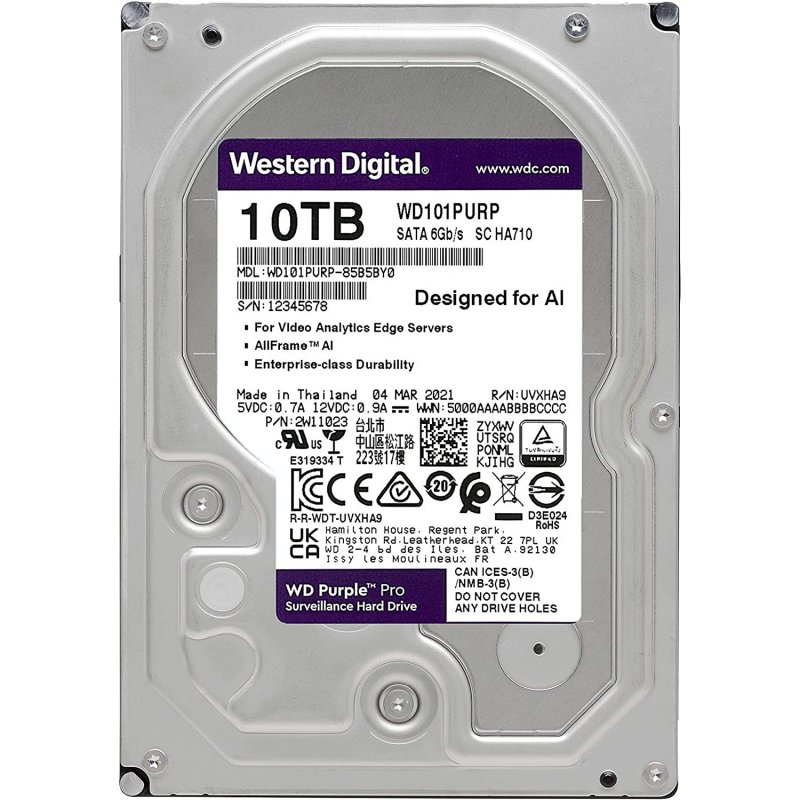 Western Digital® www.wdc.com
10TB WD101PURP
SATA 6Gb/s SC HA710
MDL:WD101PURP-85B5BY0
S/N:12345678
Designed for AI
▪ For Video Analytics Edge Servers
▪ AllFrame™ AI
▪ Enterprise-class Durability
Made in Thailand 04 MAR 2021 R/N:UVXHA9
5VDC:0.7A 12VDC:0.9A WWN:5000AAAABBBBCCCC
P/N:2W11023
c US
E319334 T
台北市
中山區松江路
223號17樓
ZYXWV
UTSRQ
PONML
KJIHG
CE
20
D3E024
RoHS
R-R-WDT-UVXHA9
UK
CA
Hamilton House, Regent Park,
Kingston Rd,Leatherhead,KT 22 7PL UK
WD 2-4 bd des Iles, Bat A,92130
Issy les Moulineaux FR
WD Purple™ Pro
Surveillance Hard Drive
CAN ICES-3(B)
/NMB-3(B)
DO NOT COVER
ANY DRIVE HOLES